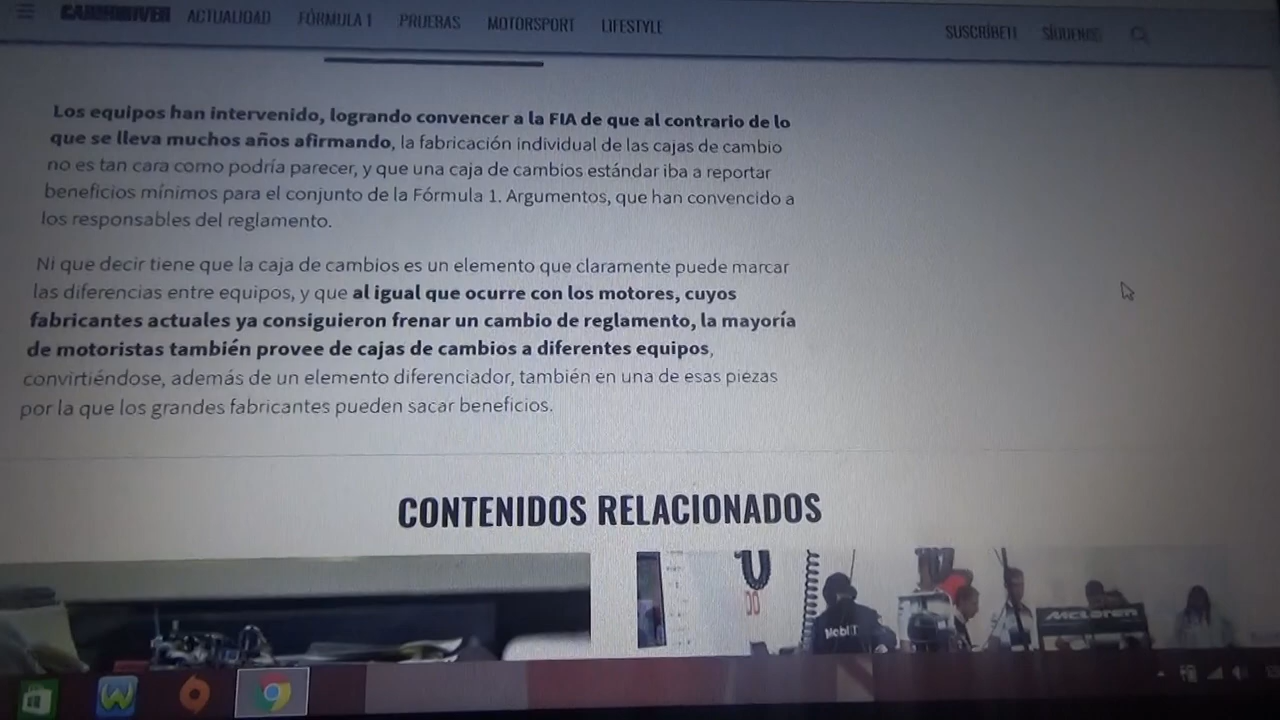 CAR AND DRIVER ACTUALIDAD FÓRMULA 1 PRUEBAS MOTORSPORT LIFESTYLE SUSCRÍBETE SÍGUENOS
Los equipos han intervenido, logrando convencer a la FIA de que al contrario de lo
que se lleva muchos años afirmando, la fabricación individual de las cajas de cambio
no es tan cara como podría parecer, y que una caja de cambios estándar iba a reportar
beneficios mínimos para el conjunto de la Fórmula 1. Argumentos, que han convencido a
los responsables del reglamento.
Ni que decir tiene que la caja de cambios es un elemento que claramente puede marcar
las diferencias entre equipos, y que al igual que ocurre con los motores, cuyos
fabricantes actuales ya consiguieron frenar un cambio de reglamento, la mayoría
de motoristas también provee de cajas de cambios a diferentes equipos,
convirtiéndose, además de un elemento diferenciador, también en una de esas piezas
por la que los grandes fabricantes pueden sacar beneficios.
CONTENIDOS RELACIONADOS
McLaren
Mobil 1